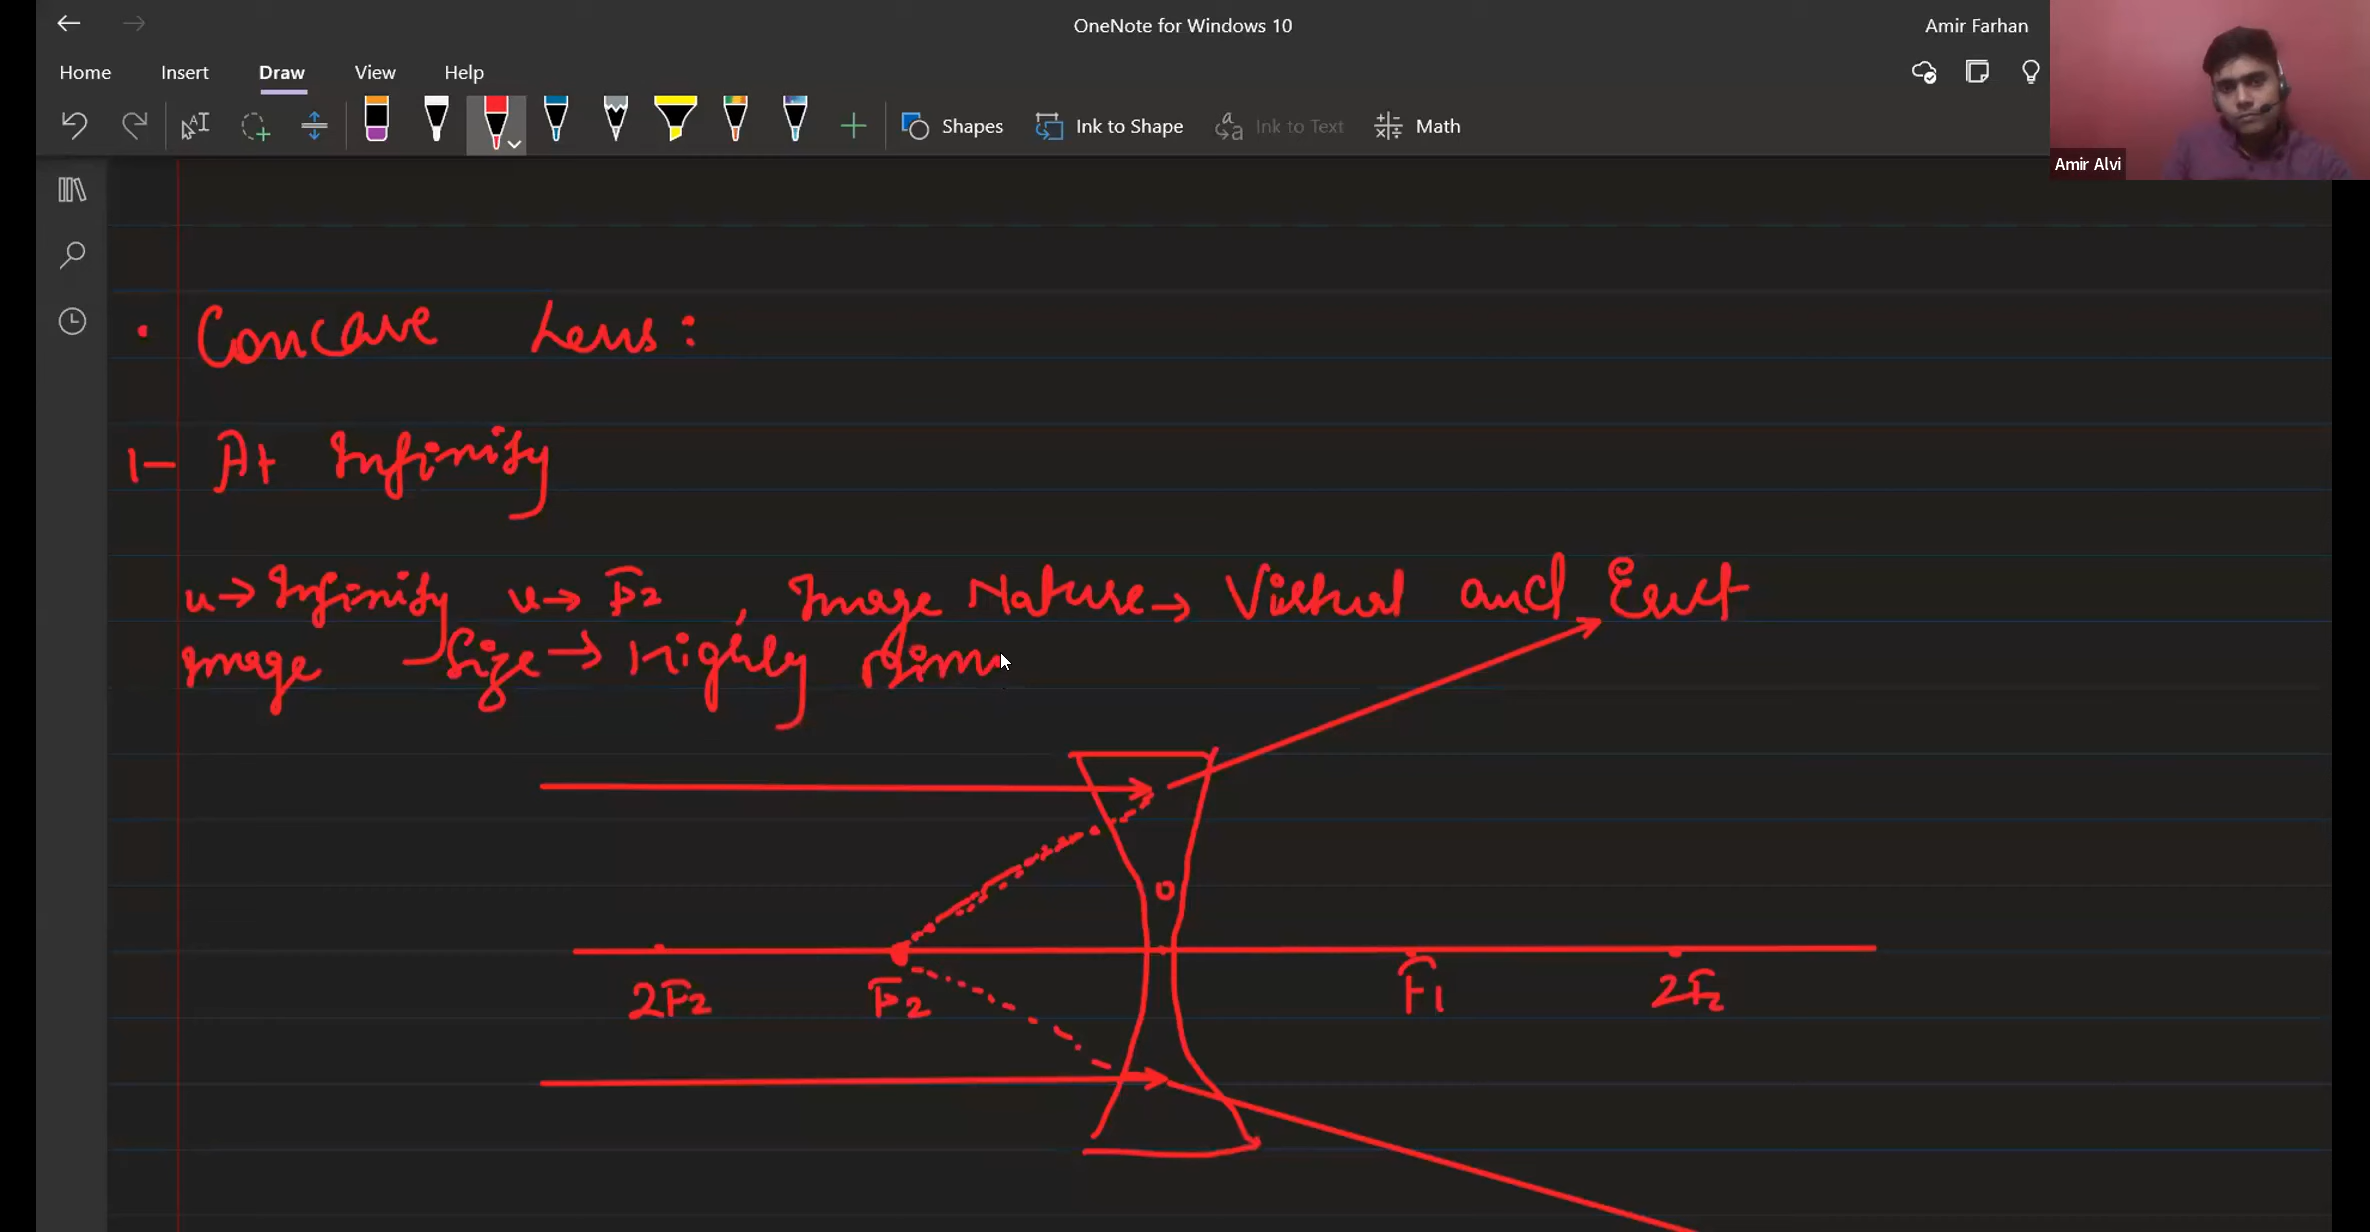 OneNote for Windows 10
Amir Farhan
Home Insert Draw View Help
Shapes Ink to Shape Ink to Text Math
Amir Alvi
• Concave Lens:
1- At Infinity
u→Infinity v→F2, Image Nature→Virtual and Erect
Image Size→Highly Dimi
O
2F2 F2 F1 2F2